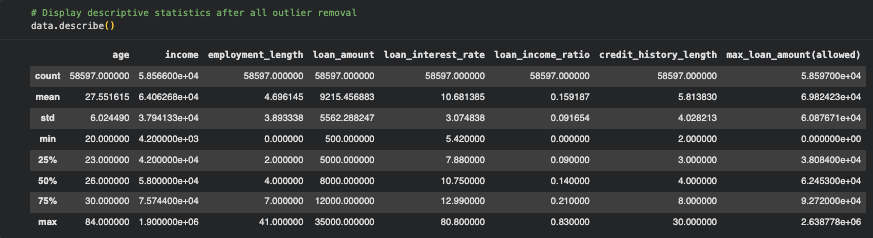 # Display descriptive statistics after all outlier removal
data.describe()
age income employment_length loan_amount loan_interest_rate loan_income_ratio credit_history_length max_loan_amount(allowed)
count 58597.000000 5.856600e+04 58597.000000 58597.000000 58597.000000 58597.000000 58597.000000 5.859700e+04
mean 27.551615 6.406268e+04 4.696145 9215.456883 10.681385 0.159187 5.813830 6.982423e+04
std 6.024490 3.794133e+04 3.893338 5562.288247 3.074838 0.091654 4.028213 6.087671e+04
min 20.000000 4.200000e+03 0.000000 500.000000 5.420000 0.000000 2.000000 0.000000e+00
25% 23.000000 4.200000e+04 2.000000 5000.000000 7.880000 0.090000 3.000000 3.808400e+04
50% 26.000000 5.800000e+04 4.000000 8000.000000 10.750000 0.140000 4.000000 6.245300e+04
75% 30.000000 7.574400e+04 7.000000 12000.000000 12.990000 0.210000 8.000000 9.272000e+04
max 84.000000 1.900000e+06 41.000000 35000.000000 80.800000 0.830000 30.000000 2.638778e+06